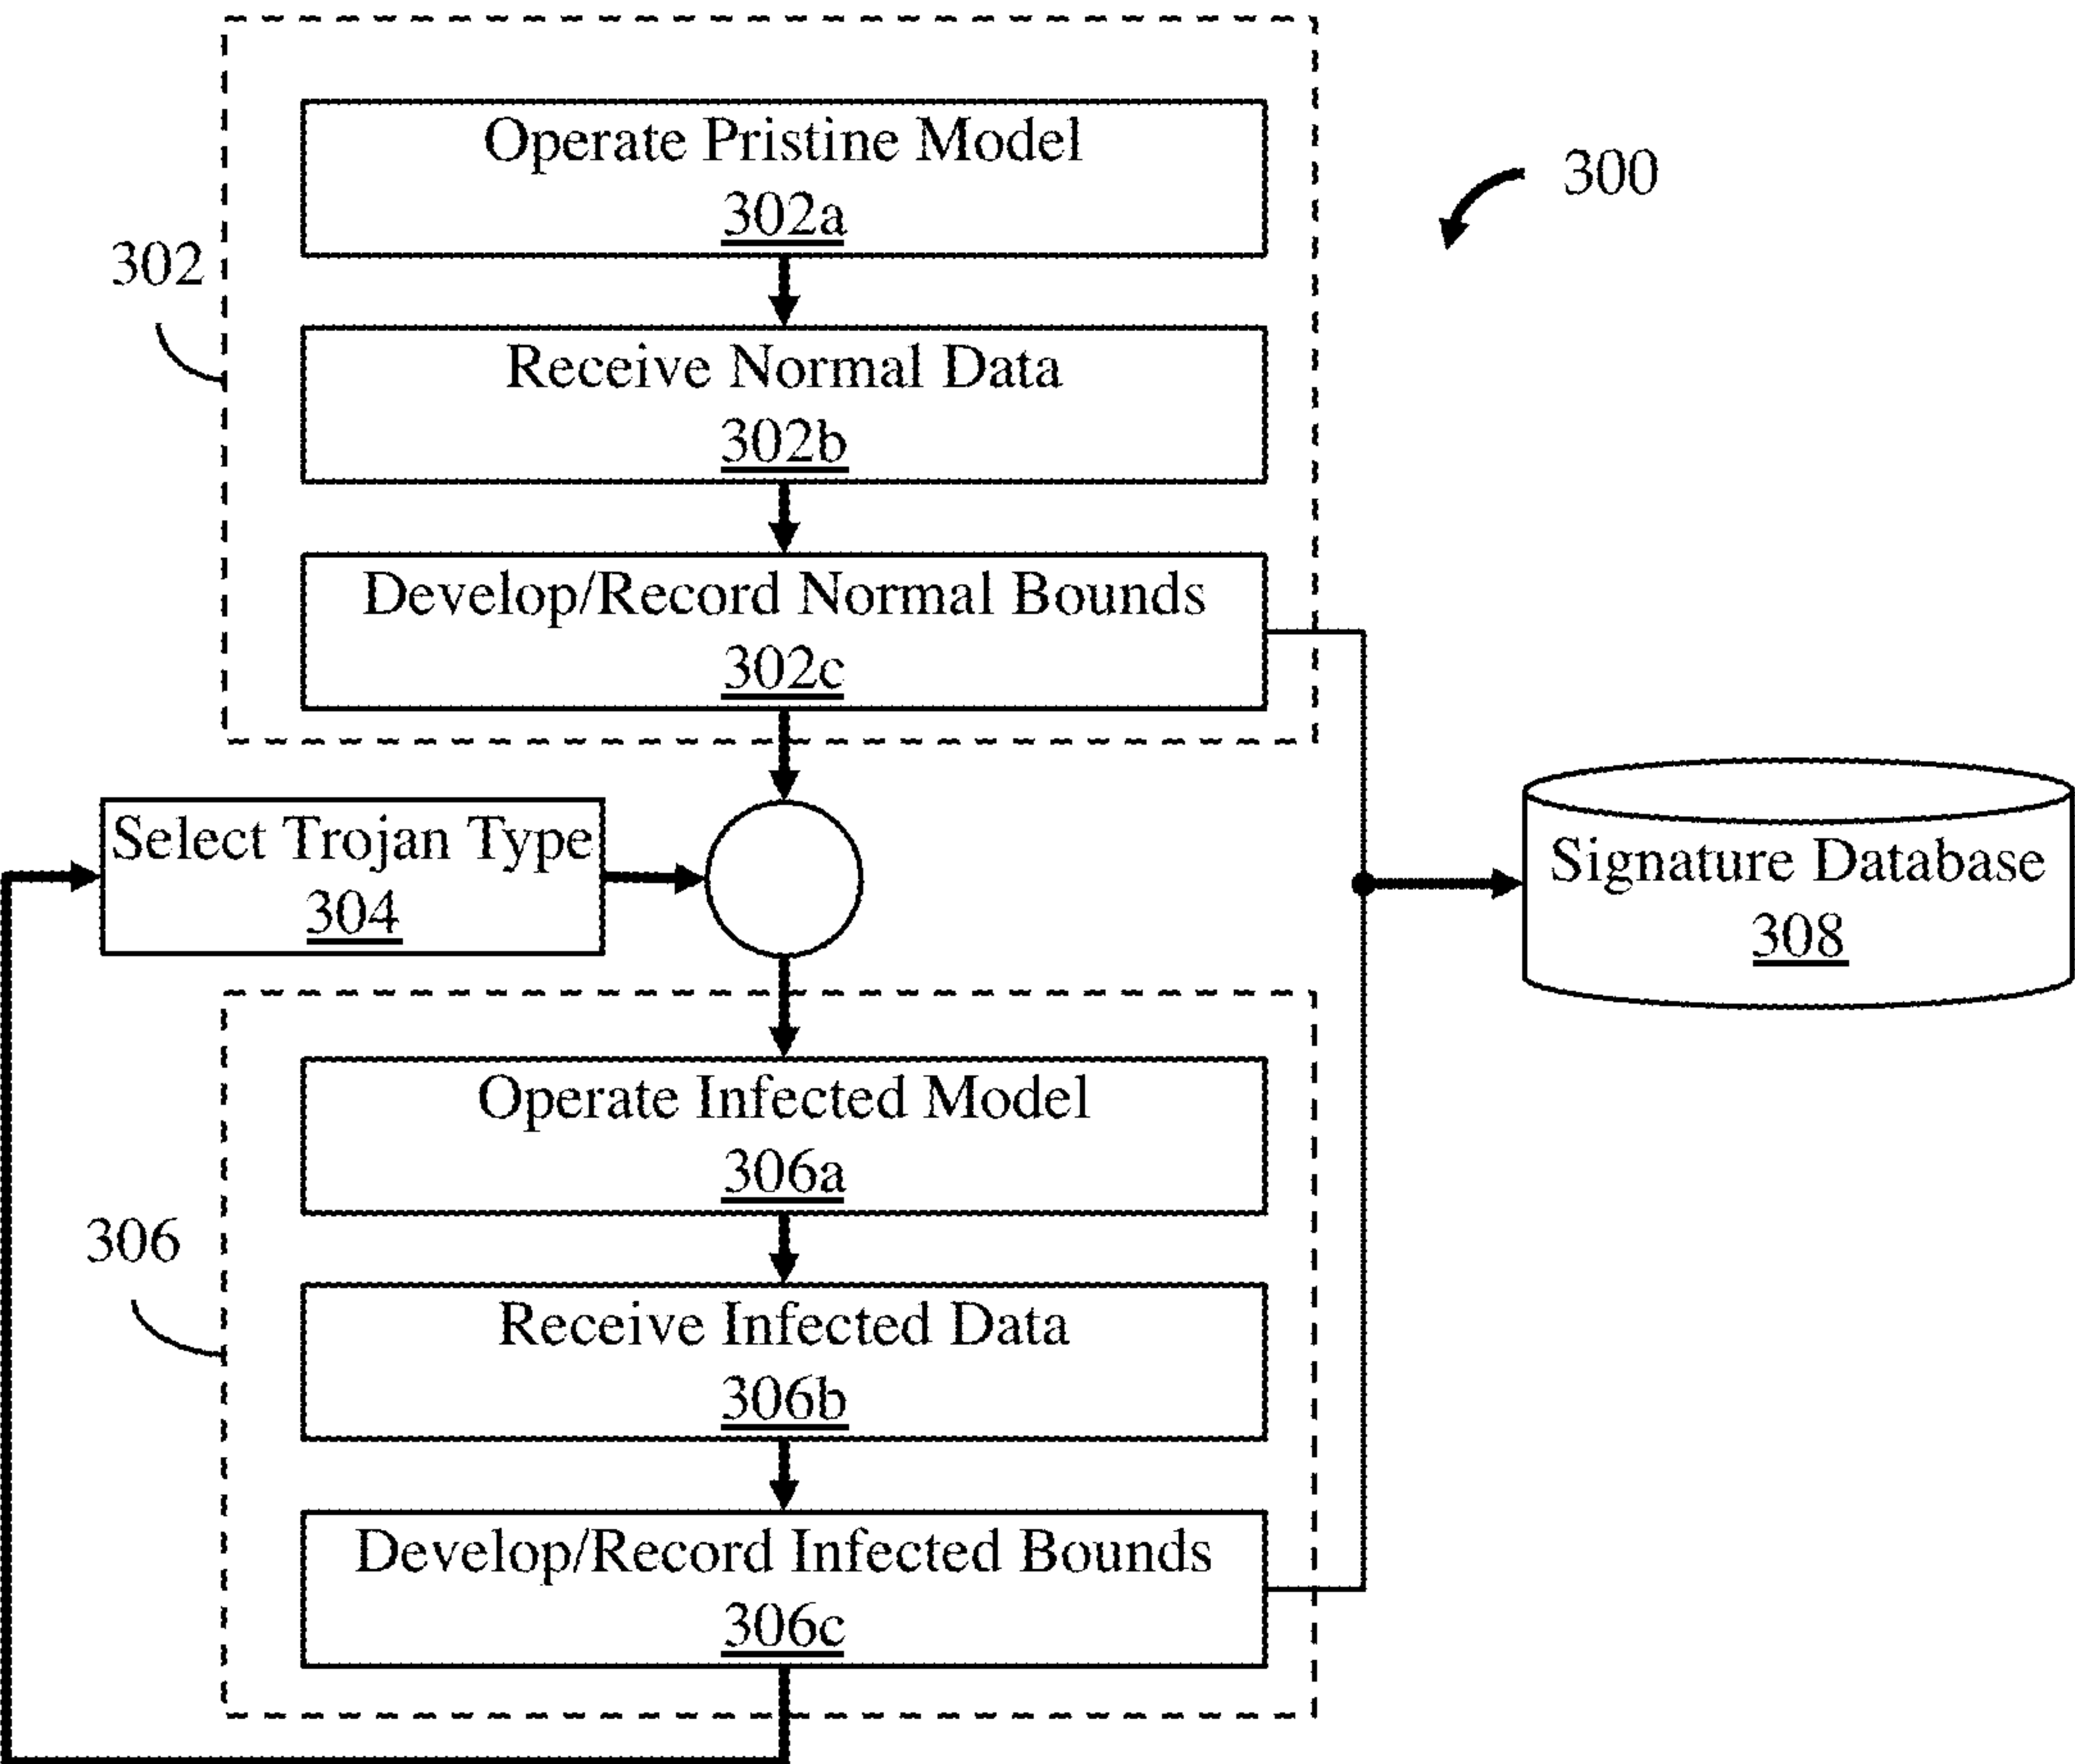 Operate Pristine Model
302a
300
302
Receive Normal Data
302b
Develop/Record Normal Bounds
302c
Select Trojan Type
304
Signature Database
308
Operate Infected Model
306a
306
Receive Infected Data
306b
Develop/Record Infected Bounds
306c